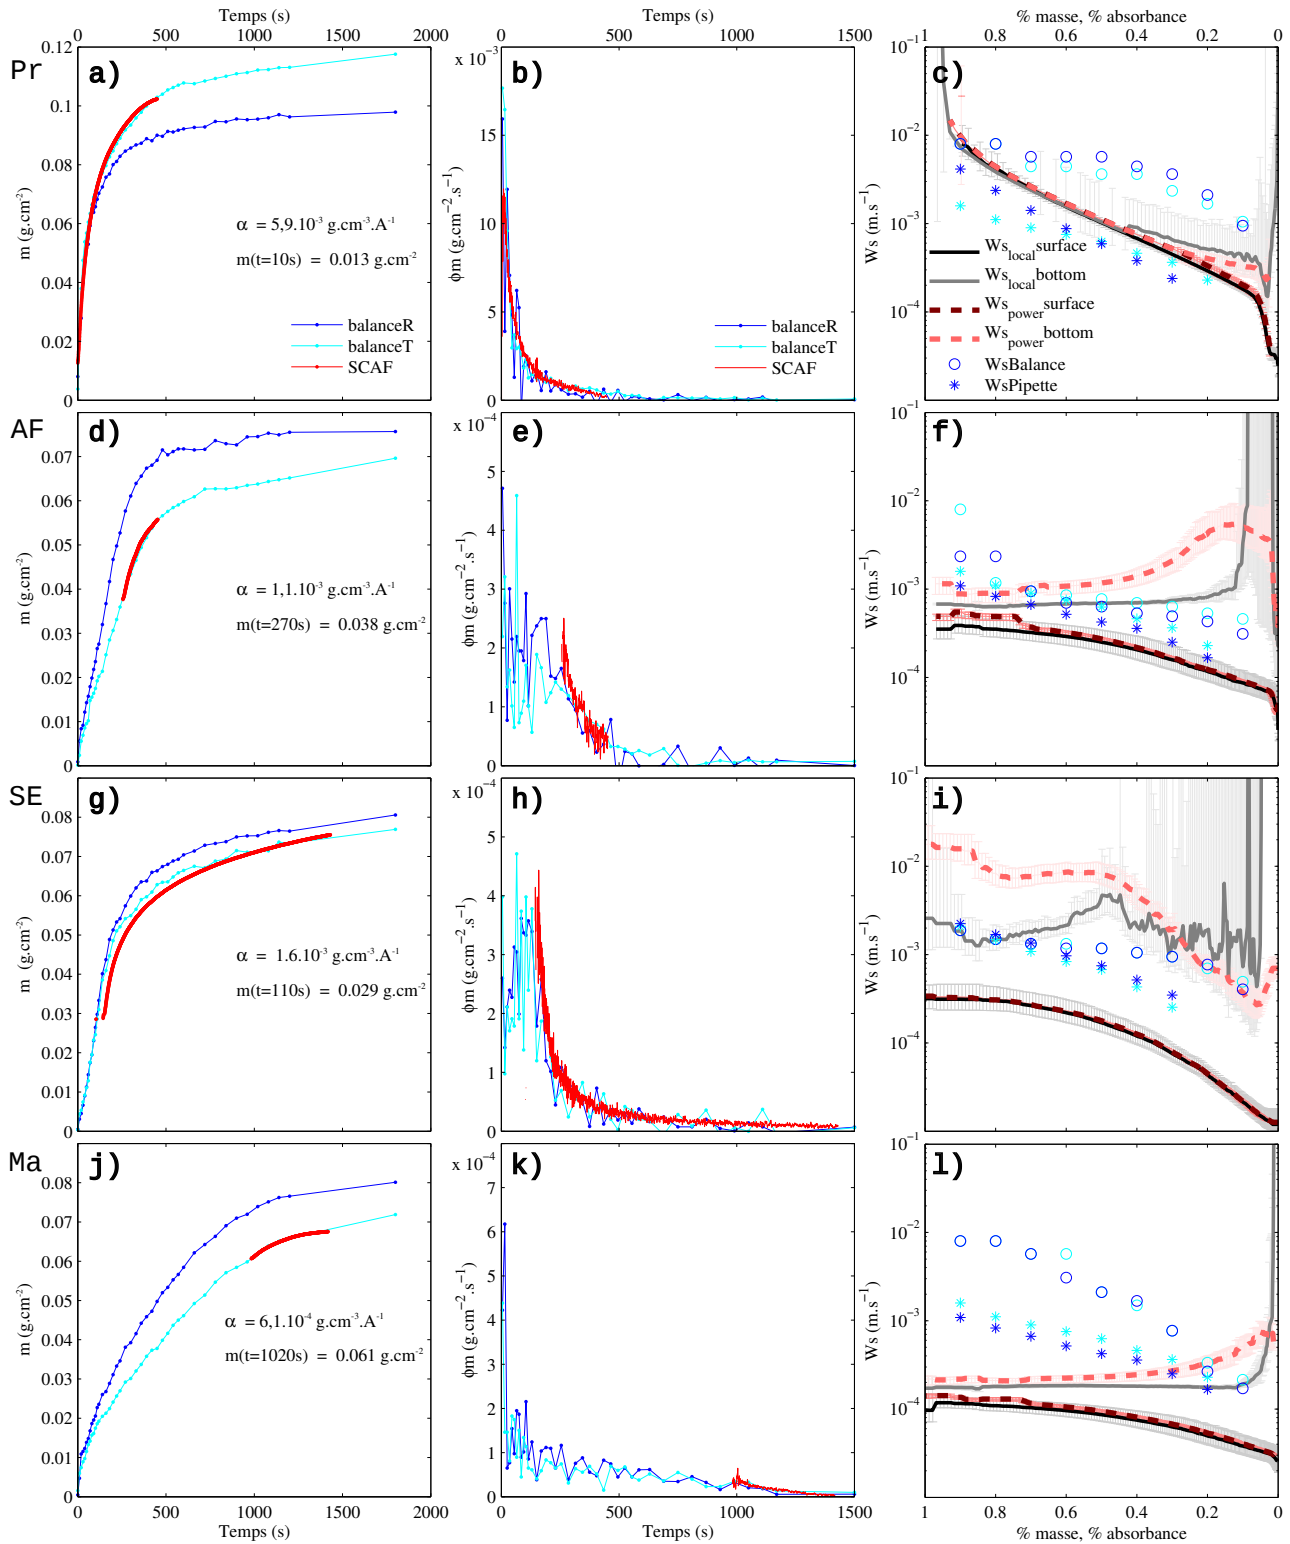 Temps (s)
Temps (s)
% masse, % absorbance
0 500 1000 1500 2000
0 500 1000 1500
1 0.8 0.6 0.4 0.2 0
Pr
a)
m (g.cm-2)
0.12
0.1
0.08
0.06
0.04
0.02
0
α = 5,9.10-3 g.cm-3.A-1
m(t=10s) = 0.013 g.cm-2
balanceR
balanceT
SCAF
b)
x 10-3
ϕm (g.cm−2.s−1)
15
10
5
0
balanceR
balanceT
SCAF
c)
Ws (m.s−1)
10−1
10−2
10−3
10−4
Wslocalsurface
Wslocalbottom
Wspowersurface
Wspowerbottom
WsBalance
WsPipette
AF
d)
m (g.cm-2)
0.07
0.06
0.05
0.04
0.03
0.02
0.01
0
α = 1,1.10-3 g.cm-3.A-1
m(t=270s) = 0.038 g.cm-2
e)
x 10−4
ϕm (g.cm−2.s−1)
5
4
3
2
1
0
f)
Ws (m.s−1)
10−1
10−2
10−3
10−4
SE
g)
m (g.cm-2)
0.08
0.07
0.06
0.05
0.04
0.03
0.02
0.01
0
α = 1.6.10-3 g.cm-3.A-1
m(t=110s) = 0.029 g.cm-2
h)
x 10−4
ϕm (g.cm−2.s−1)
5
4
3
2
1
0
i)
Ws (m.s−1)
10−1
10−2
10−3
10−4
Ma
j)
m (g.cm-2)
0.08
0.07
0.06
0.05
0.04
0.03
0.02
0.01
0
α = 6,1.10-4 g.cm-3.A-1
m(t=1020s) = 0.061 g.cm-2
k)
x 10−4
ϕm (g.cm−2.s−1)
7
6
5
4
3
2
1
0
l)
Ws (m.s−1)
10−1
10−2
10−3
10−4
0 500 1000 1500 2000
0 500 1000 1500
1 0.8 0.6 0.4 0.2 0
Temps (s)
Temps (s)
% masse, % absorbance